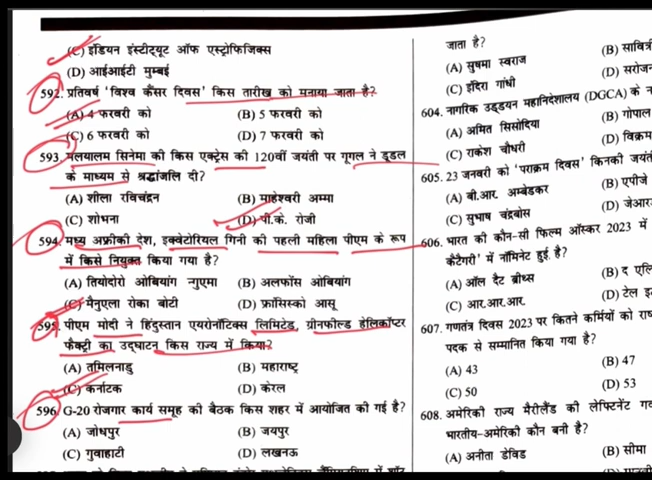 (C) इंडियन इंस्टीट्यूट ऑफ एस्ट्रोफिजिक्स
(D) आईआईटी मुम्बई
592. प्रतिवर्ष 'विश्व कैंसर दिवस' किस तारीख को मनाया जाता है?
(A) 4 फरवरी को (B) 5 फरवरी को
(C) 6 फरवरी को (D) 7 फरवरी को
593. मलयालम सिनेमा की किस एक्ट्रेस की 120वीं जयंती पर गूगल ने डूडल
के माध्यम से श्रद्धांजलि दी?
(A) शीला रविचंद्रन (B) माहेश्वरी अम्मा
(C) शोभना (D) पी.के. रोजी
594. मध्य अफ्रीकी देश, इक्वेटोरियल गिनी की पहली महिला पीएम के रूप
में किसे नियुक्त किया गया है?
(A) तियोदोरो ओबियांग न्गुएमा (B) अलफोंस ओबियांग
(C) मैनुएला रोका बोटी (D) फ्रांसिस्को आसू
595. पीएम मोदी ने हिंदुस्तान एयरोनॉटिक्स लिमिटेड, ग्रीनफील्ड हेलिकॉप्टर
फैक्ट्री का उद्घाटन किस राज्य में किया?
(A) तमिलनाडु (B) महाराष्ट्र
(C) कर्नाटक (D) केरल
596. G-20 रोजगार कार्य समूह की बैठक किस शहर में आयोजित की गई है?
(A) जोधपुर (B) जयपुर
(C) गुवाहाटी (D) लखनऊ
जाता है?
(A) सुषमा स्वराज (B) सावित्री
(C) इंदिरा गांधी (D) सरोज
604. नागरिक उड्डयन महानिदेशालय (DGCA) के
(A) अमित सिसोदिया (B) गोपाल
(C) राकेश चौधरी (D) विक्रम
605. 23 जनवरी को 'पराक्रम दिवस' किनकी जयंती
(A) बी.आर. अम्बेडकर (B) एपीजे
(C) सुभाष चंद्रबोस (D) जेआर
606. भारत की कौन-सी फिल्म ऑस्कर 2023 में
कैटैगरी' में नॉमिनेट हुई है?
(A) ऑल दैट ब्रीथ्स (B) द
(C) आर.आर.आर. (D) टेल
607. गणतंत्र दिवस 2023 पर कितने कर्मियों को
पदक से सम्मानित किया गया है?
(A) 43 (B) 47
(C) 50 (D) 53
608. अमेरिकी राज्य मैरीलैंड की लेफ्टिनेंट
भारतीय-अमेरिकी कौन बनी है?
(A) अनीता डेविड (B) सीमा